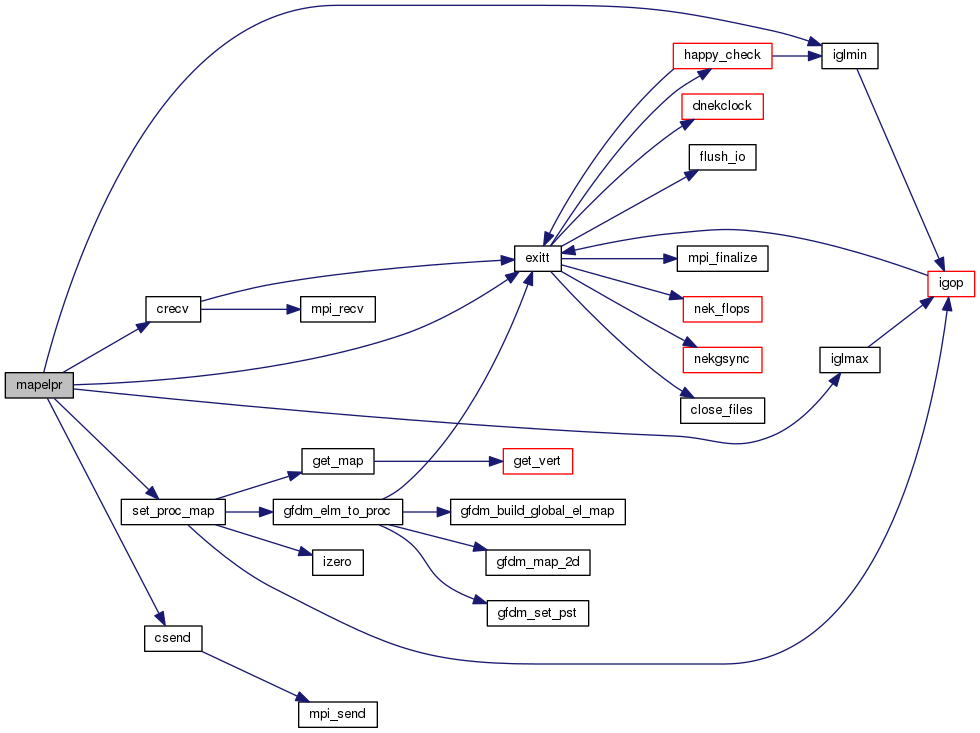 happy_check
iglmin
dnekclock
flush_io
exitt
mpi_finalize
igop
crecv
mpi_recv
nek_flops
mapelpr
nekgsync
iglmax
close_files
get_map
get_vert
set_proc_map
gfdm_elm_to_proc
gfdm_build_global_el_map
izero
gfdm_map_2d
gfdm_set_pst
csend
mpi_send